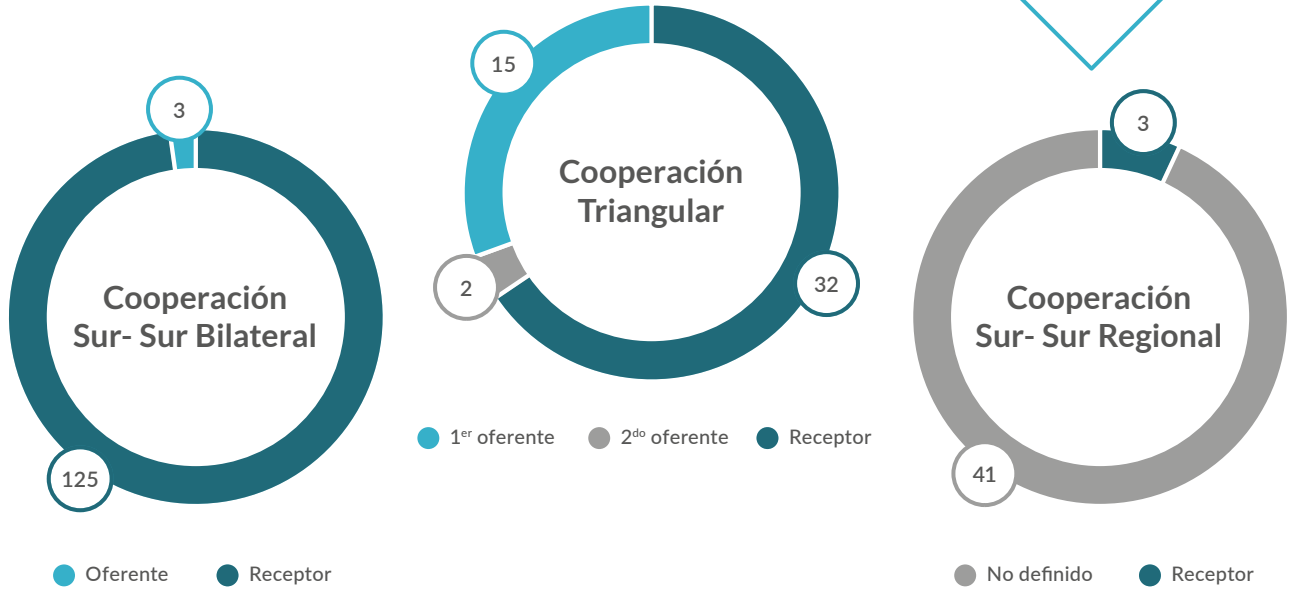 3
Cooperación
Sur- Sur Bilateral
125
Oferente
Receptor
15
Cooperación
Triangular
2
32
1er oferente
2do oferente
Receptor
3
Cooperación
Sur- Sur Regional
41
No definido
Receptor